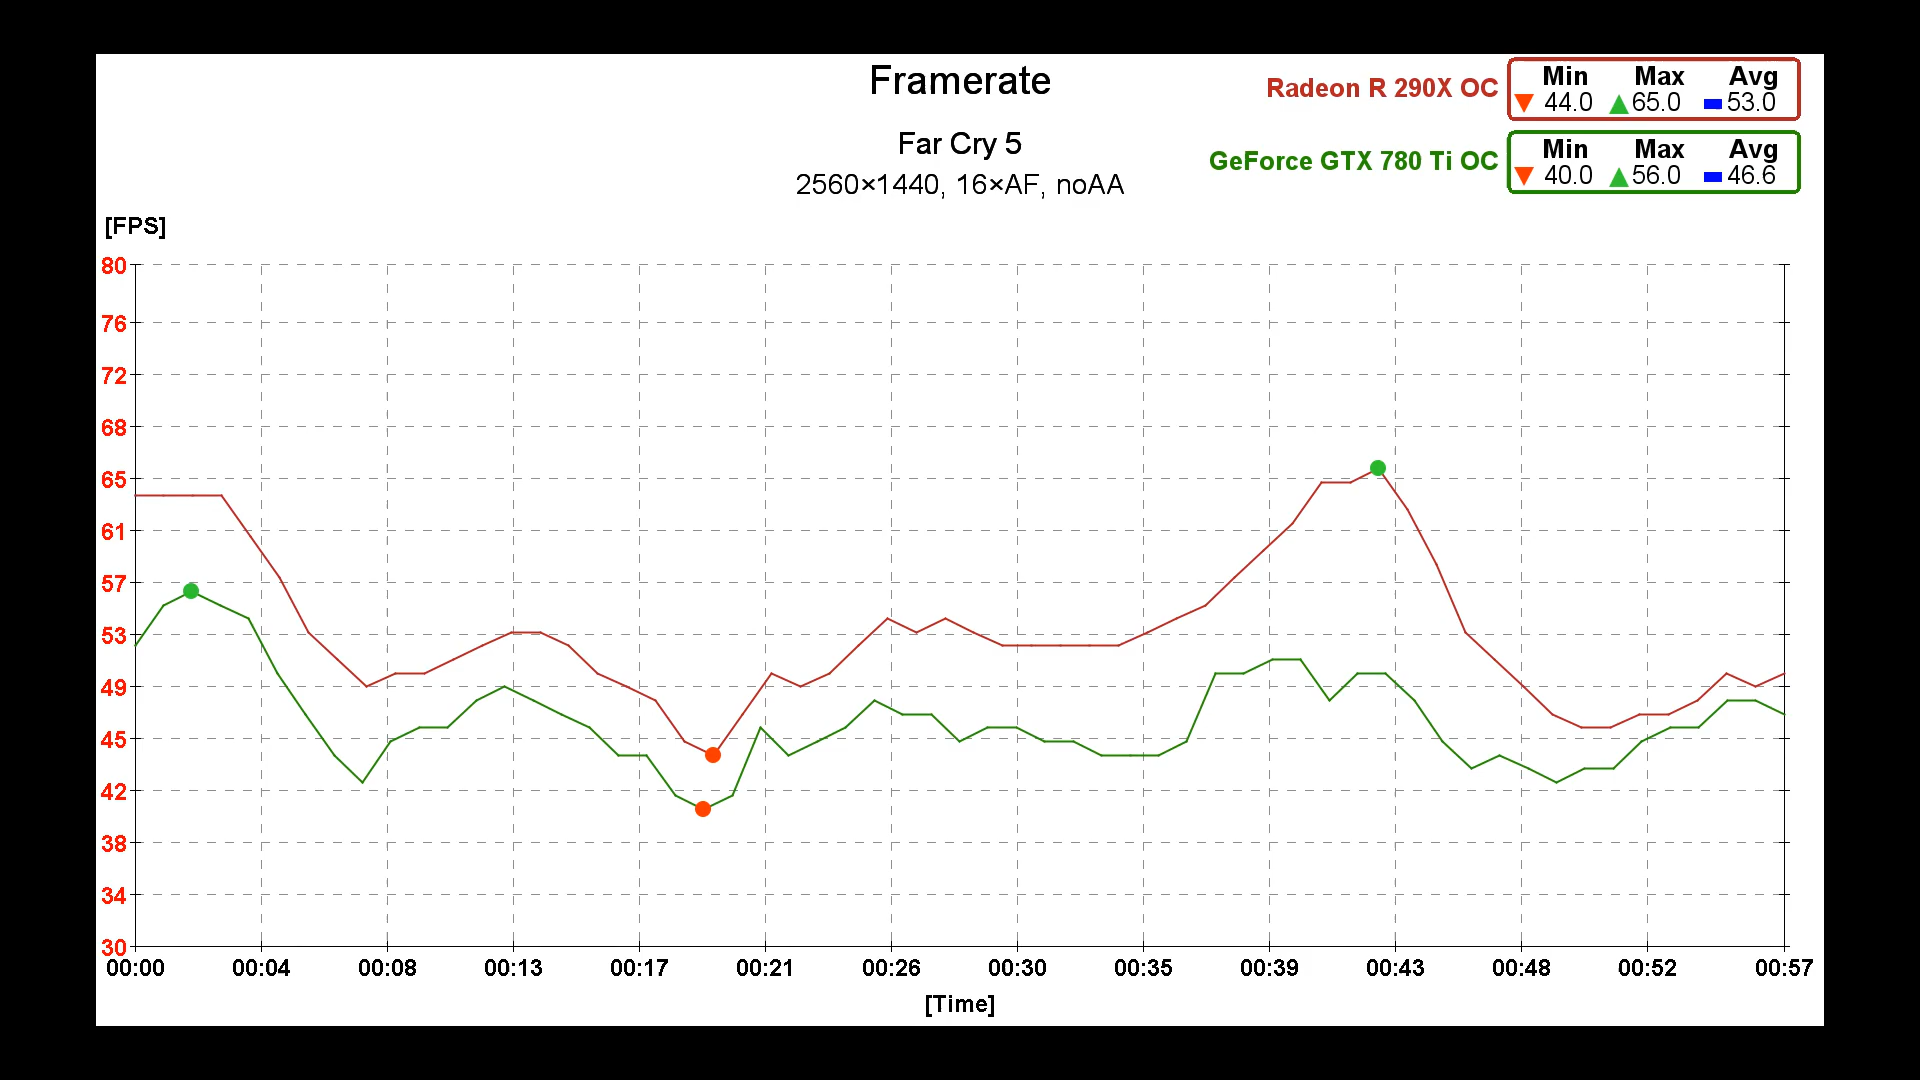 Framerate
Far Cry 5
2560×1440, 16×AF, noAA
Radeon R 290X OC
Min Max Avg
44.0 65.0 53.0
GeForce GTX 780 Ti OC
Min Max Avg
40.0 56.0 46.6
[FPS]
80
76
72
68
65
61
57
53
49
45
42
38
34
30
00:00 00:04 00:08 00:13 00:17 00:21 00:26 00:30 00:35 00:39 00:43 00:48 00:52 00:57
[Time]